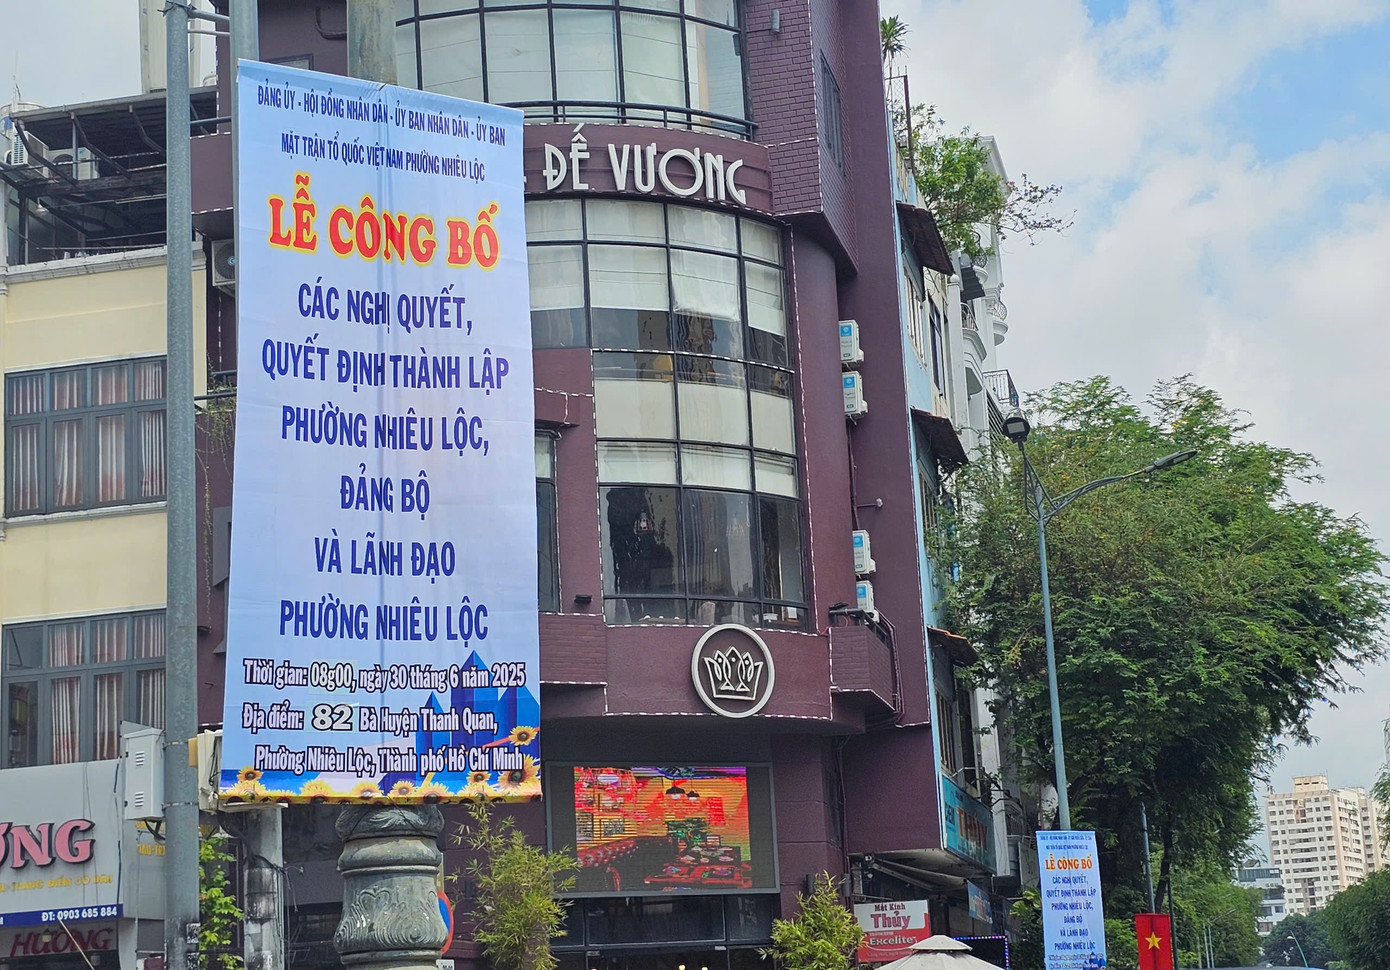 ĐẢNG ỦY - HỘI ĐỒNG NHÂN DÂN - ỦY BAN NHÂN DÂN - ỦY BAN
MẶT TRẬN TỔ QUỐC VIỆT NAM PHƯỜNG NHIÊU LỘC
LỄ CÔNG BỐ
CÁC NGHỊ QUYẾT,
QUYẾT ĐỊNH THÀNH LẬP
PHƯỜNG NHIÊU LỘC,
ĐẢNG BỘ
VÀ LÃNH ĐẠO
PHƯỜNG NHIÊU LỘC
Thời gian: 08g00, ngày 30 tháng 6 năm 2025
Địa điểm: 82 Bà Huyện Thanh Quan,
Phường Nhiêu Lộc, Thành phố Hồ Chí Minh
ĐẾ VƯƠNG
ƠNG
ĐT: 0903 685 884
HƯƠNG
Mắt Kính
Thủy
Excelite
LỄ CÔNG BỐ
CÁC NGHỊ QUYẾT,
QUYẾT ĐỊNH THÀNH LẬP
PHƯỜNG NHIÊU LỘC,
ĐẢNG BỘ
VÀ LÃNH ĐẠO
PHƯỜNG NHIÊU LỘC